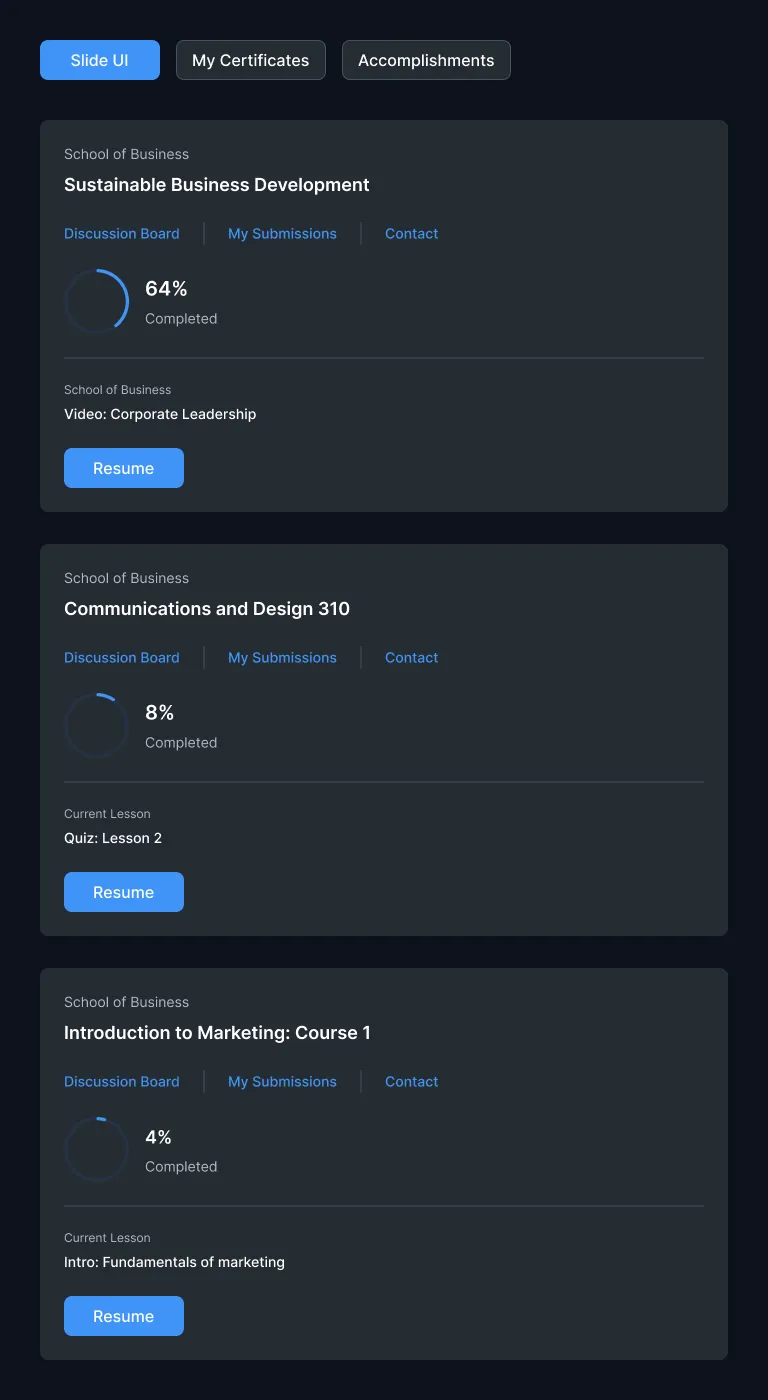 Slide UI My Certificates Accomplishments
School of Business
Sustainable Business Development
Discussion Board My Submissions Contact
64%
Completed
School of Business
Video: Corporate Leadership
Resume
School of Business
Communications and Design 310
Discussion Board My Submissions Contact
8%
Completed
Current Lesson
Quiz: Lesson 2
Resume
School of Business
Introduction to Marketing: Course 1
Discussion Board My Submissions Contact
4%
Completed
Current Lesson
Intro: Fundamentals of marketing
Resume